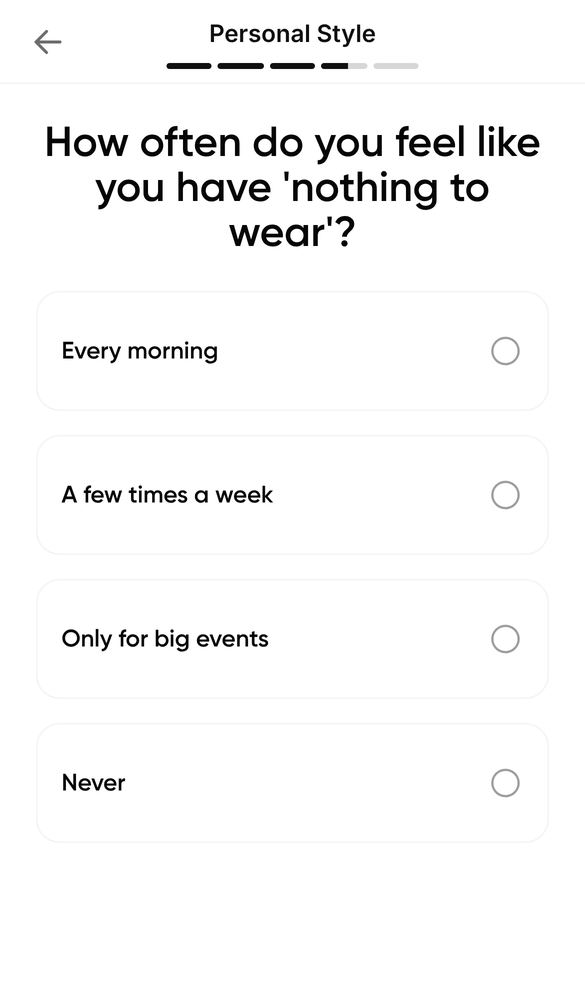 Personal Style
How often do you feel like
you have 'nothing to
wear'?
Every morning
A few times a week
Only for big events
Never